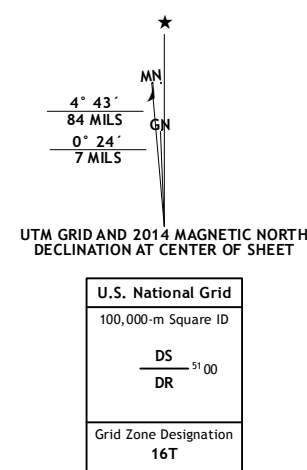 ★
MN
4° 43´
84 MILS
GN
0° 24´
7 MILS
UTM GRID AND 2014 MAGNETIC NORTH
DECLINATION AT CENTER OF SHEET
U.S. National Grid
100,000-m Square ID
DS
51 00
DR
Grid Zone Designation
16T